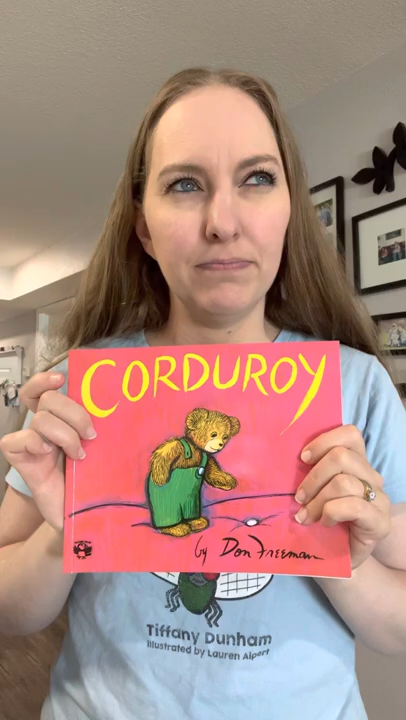 CORDUROY
by Don Freeman
Tiffany Dunham
Illustrated by Lauren Alpert